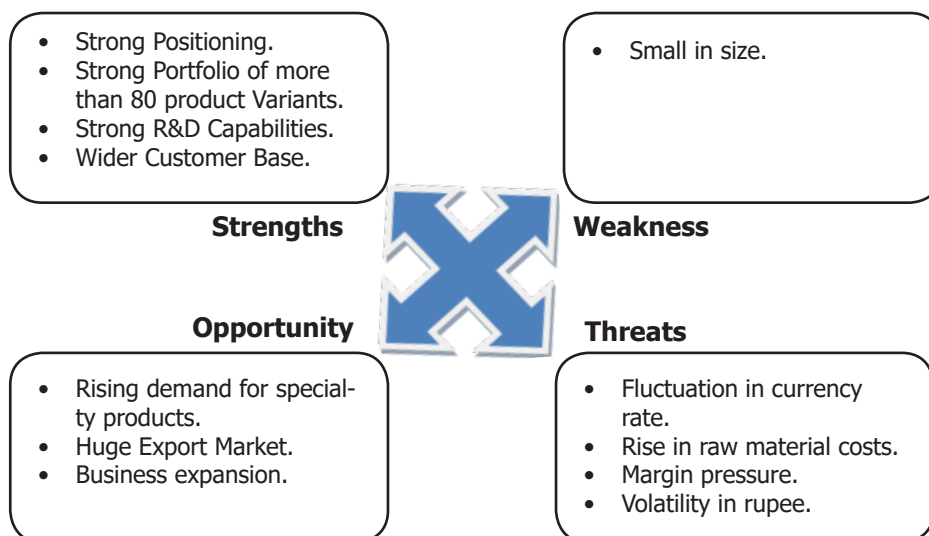 • Strong Positioning.
• Strong Portfolio of more
than 80 product Variants.
• Strong R&D Capabilities.
• Wider Customer Base.
Strengths
• Small in size.
Weakness
Opportunity
• Rising demand for special-
ty products.
• Huge Export Market.
• Business expansion.
Threats
• Fluctuation in currency
rate.
• Rise in raw material costs.
• Margin pressure.
• Volatility in rupee.